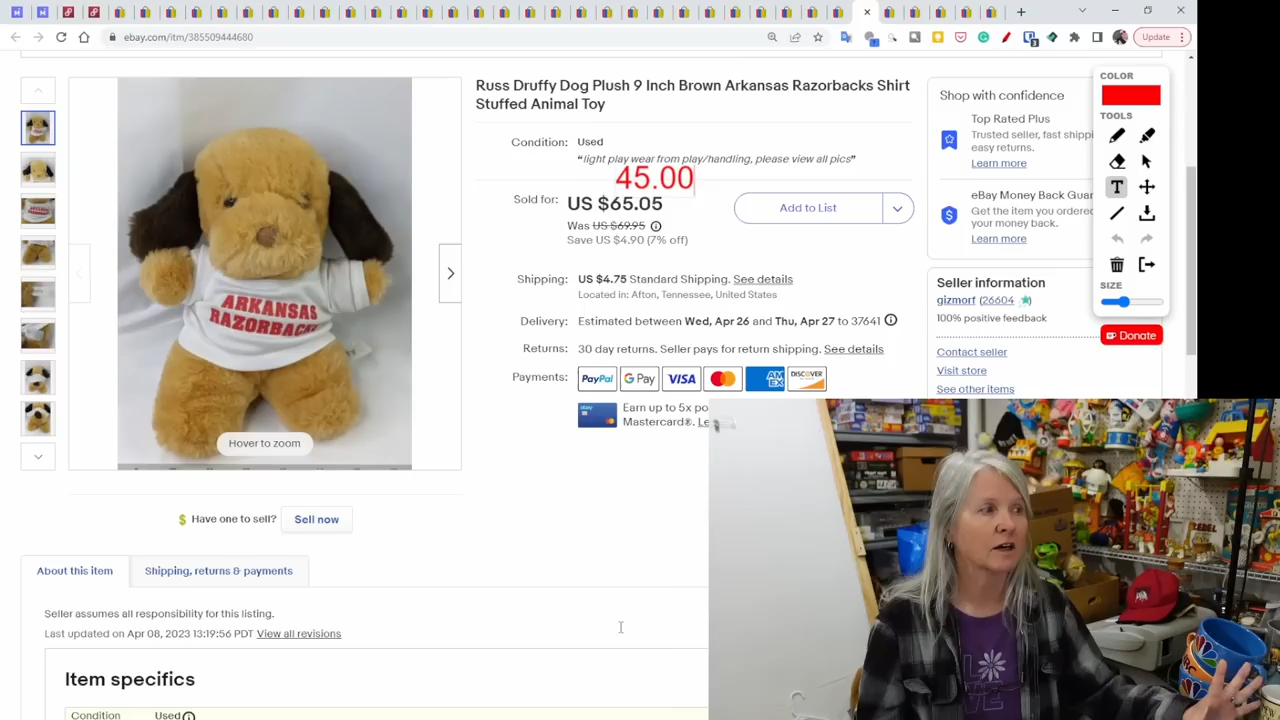 ebay.com/itm/385509444680
Update
Russ Druffy Dog Plush 9 Inch Brown Arkansas Razorbacks Shirt
Stuffed Animal Toy
Condition: Used
“light play wear from play/handling, please view all pics”
45.00
Sold for: US $65.05
Was US $69.95
Save US $4.90 (7% off)
Add to List
Shipping: US $4.75 Standard Shipping. See details
Located in: Afton, Tennessee, United States
Delivery: Estimated between Wed, Apr 26 and Thu, Apr 27 to 37641
Returns: 30 day returns. Seller pays for return shipping. See details
Payments: PayPal G Pay VISA MasterCard AM EX DISCOVER
ebay
Earn up to 5x po
Mastercard®. Le
ARKANSAS
RAZORBACKS
Hover to zoom
Have one to sell? Sell now
Shop with confidence
Top Rated Plus
Trusted seller, fast shippi
easy returns.
Learn more
eBay Money Back Guar
Get the item you ordere
your money back.
Learn more
Seller information
gizmorf (26604)
100% positive feedback
Contact seller
Visit store
See other items
COLOR
TOOLS
T
SIZE
Donate
About this item
Shipping, returns & payments
Seller assumes all responsibility for this listing.
Last updated on Apr 08, 2023 13:19:56 PDT View all revisions
Item specifics
Condition Used